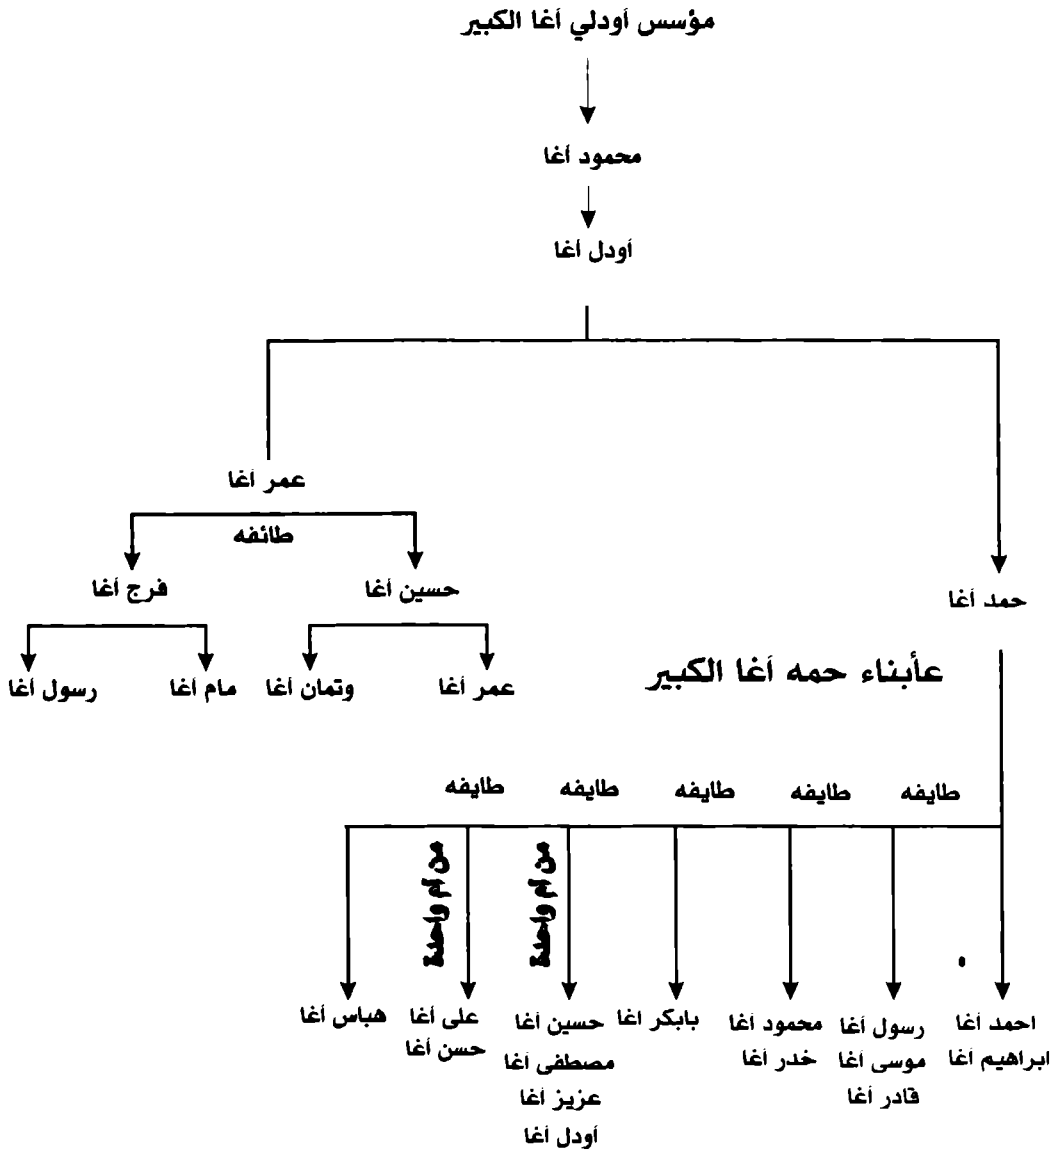 مؤسس أودلي أغا الكبير
محمود أغا
أودل أغا
عمر أغا
طائفه
حسين أغا
فرج أغا
حمد أغا
عمر أغا
وتمان أغا
مام أغا
رسول أغا
عأبناء حمه أغا الكبير
طايفه
طايفه
طايفه
طايفه
طايفه
من أم واحدة
من أم واحدة
احمد أغا
ابراهيم أغا
رسول أغا
موسى أغا
قادر أغا
محمود أغا
خدر أغا
بابكر اغا
حسين أغا
مصطفى أغا
عزيز أغا
أودل أغا
على أغا
حسن أغا
هباس أغا